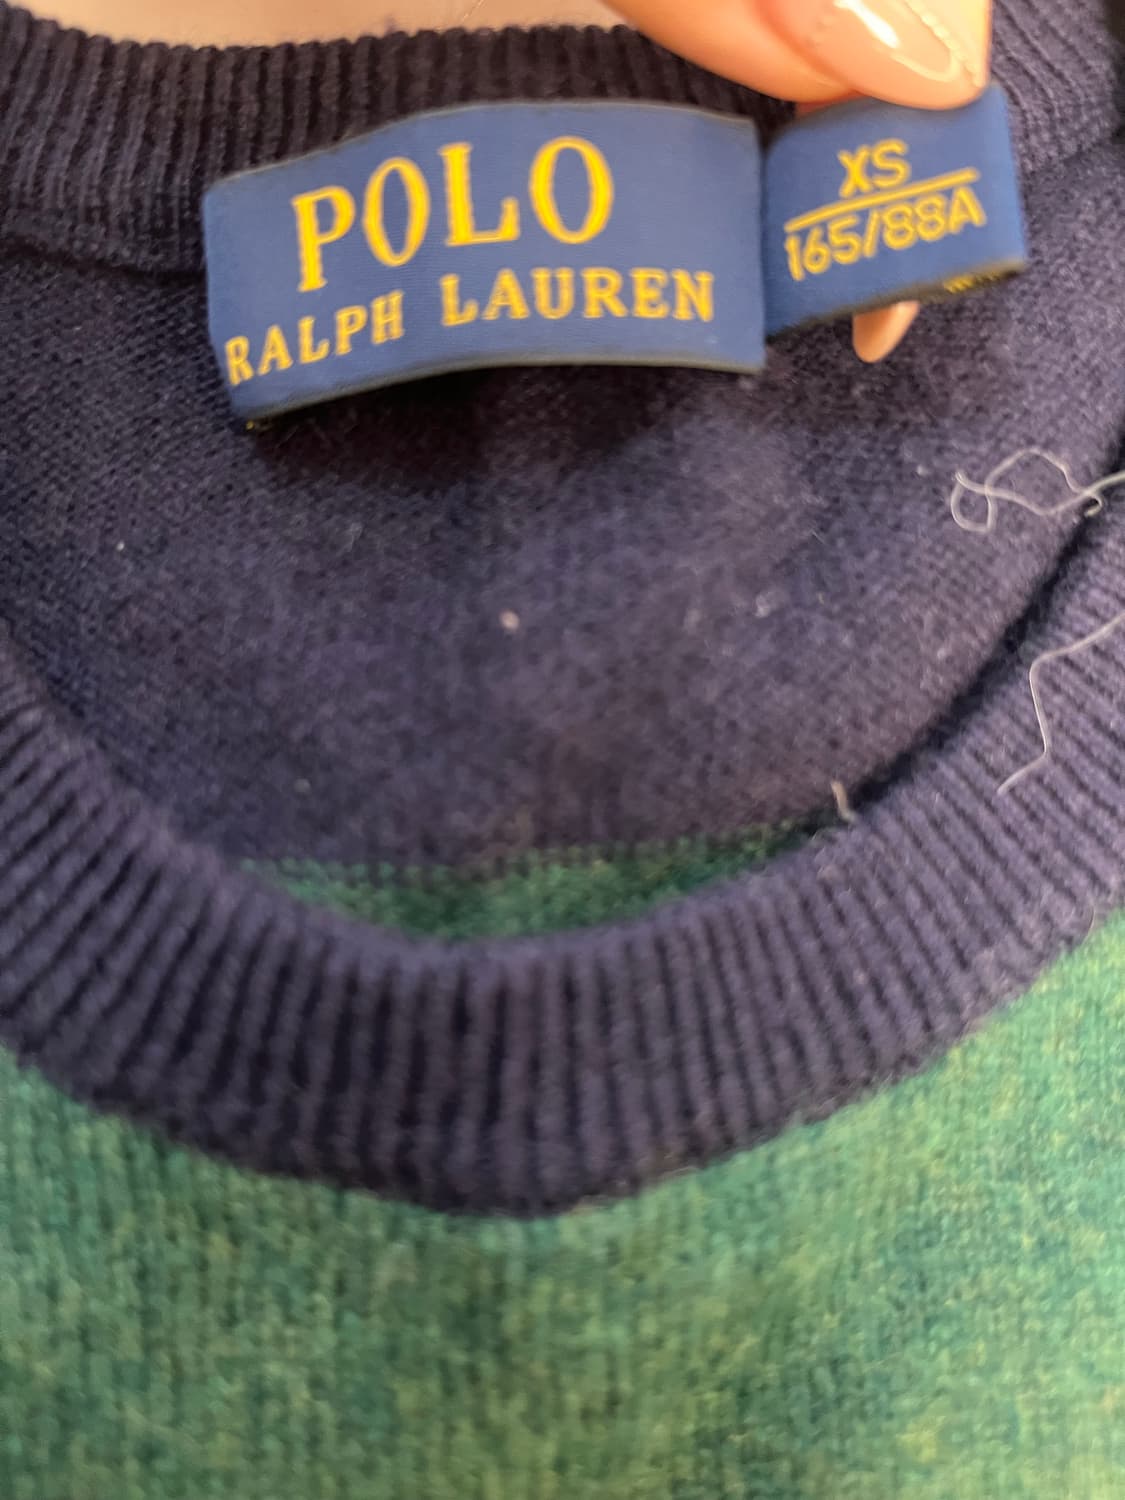 POLO
RALPH LAUREN
XS
165/88A